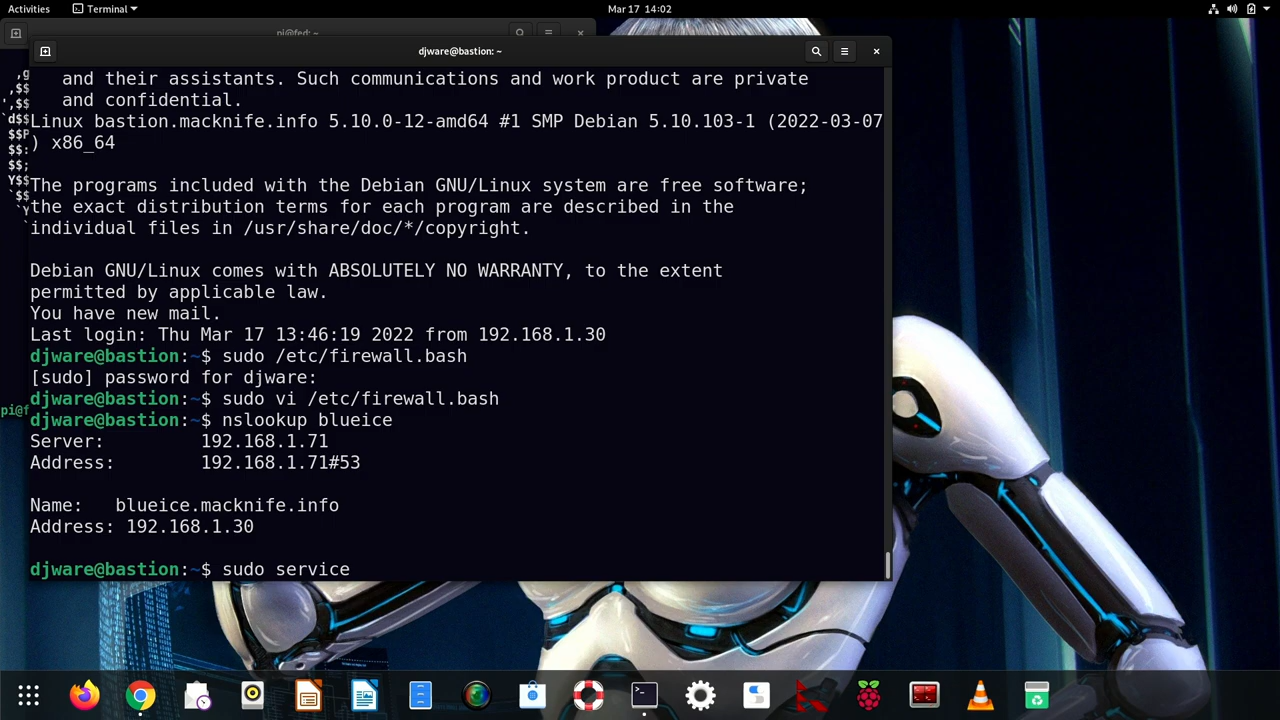 Activities
Terminal
Mar 17 14:02
pi@fed: ~
djware@bastion: ~
,g
,$$
',$$
`d$$
$$P
$$:
$$;
Y$$
`$$
pi@f
and their assistants. Such communications and work product are private
and confidential.
Linux bastion.macknife.info 5.10.0-12-amd64 #1 SMP Debian 5.10.103-1 (2022-03-07
) x86_64
The programs included with the Debian GNU/Linux system are free software;
the exact distribution terms for each program are described in the
individual files in /usr/share/doc/*/copyright.
Debian GNU/Linux comes with ABSOLUTELY NO WARRANTY, to the extent
permitted by applicable law.
You have new mail.
Last login: Thu Mar 17 13:46:19 2022 from 192.168.1.30
djware@bastion:~$ sudo /etc/firewall.bash
[sudo] password for djware:
djware@bastion:~$ sudo vi /etc/firewall.bash
djware@bastion:~$ nslookup blueice
Server:         192.168.1.71
Address:        192.168.1.71#53
Name:   blueice.macknife.info
Address: 192.168.1.30
djware@bastion:~$ sudo service